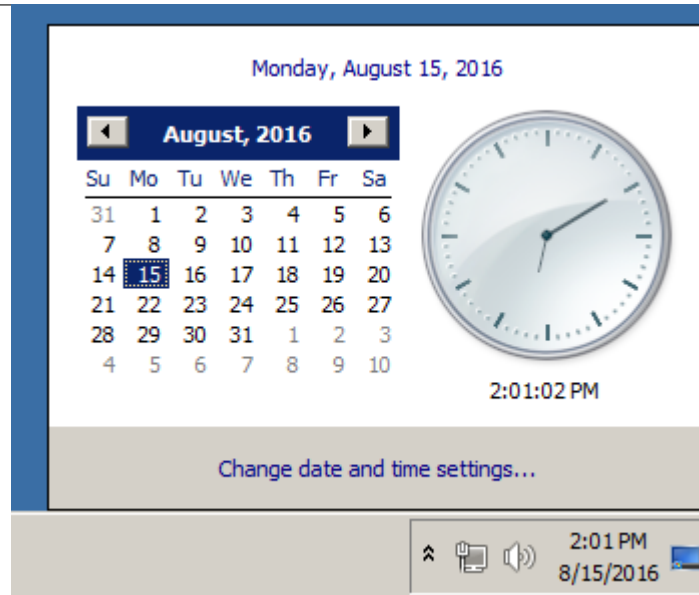 Monday, August 15, 2016
August, 2016
Su Mo Tu We Th Fr Sa
31 1 2 3 4 5 6
7 8 9 10 11 12 13
14 15 16 17 18 19 20
21 22 23 24 25 26 27
28 29 30 31 1 2 3
4 5 6 7 8 9 10
2:01:02 PM
Change date and time settings...
2:01 PM
8/15/2016